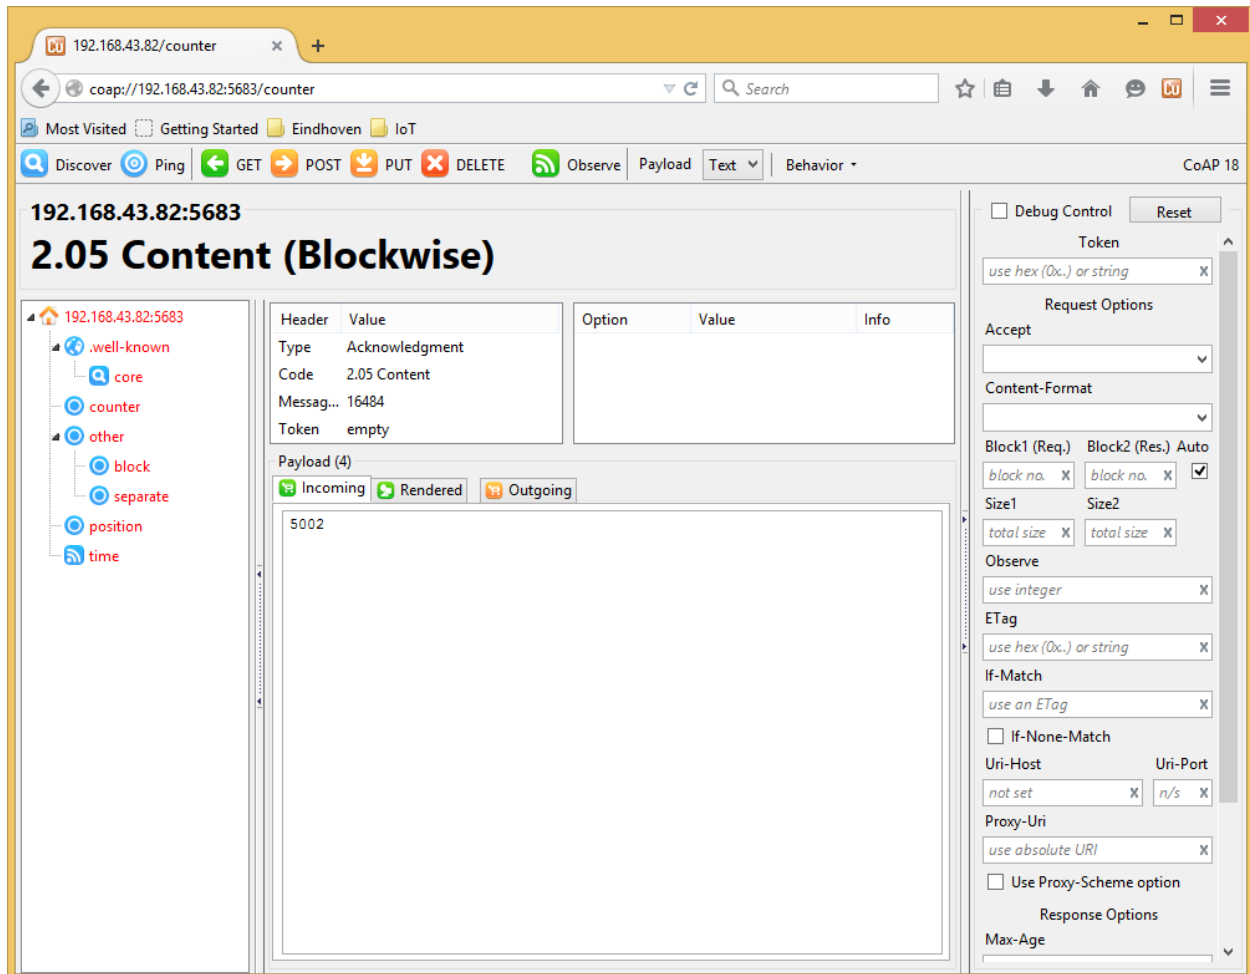 192.168.43.82/counter
coap://192.168.43.82:5683/counter
Search
Most Visited Getting Started Eindhoven IoT
Discover Ping GET POST PUT DELETE Observe Payload Text Behavior CoAP 18
192.168.43.82:5683
2.05 Content (Blockwise)
192.168.43.82:5683
.well-known
core
counter
other
block
separate
position
time
Header Value
Type Acknowledgment
Code 2.05 Content
Messag... 16484
Token empty
Option Value Info
Payload (4)
Incoming Rendered Outgoing
5002
Debug Control Reset
Token
use hex (0x..) or string
Request Options
Accept
Content-Format
Block1 (Req.) Block2 (Res.) Auto
block no. x block no. x
Size1 Size2
total size x total size x
Observe
use integer x
ETag
use hex (0x..) or string x
If-Match
use an ETag x
If-None-Match
Uri-Host Uri-Port
not set x n/s x
Proxy-Uri
use absolute URI x
Use Proxy-Scheme option
Response Options
Max-Age